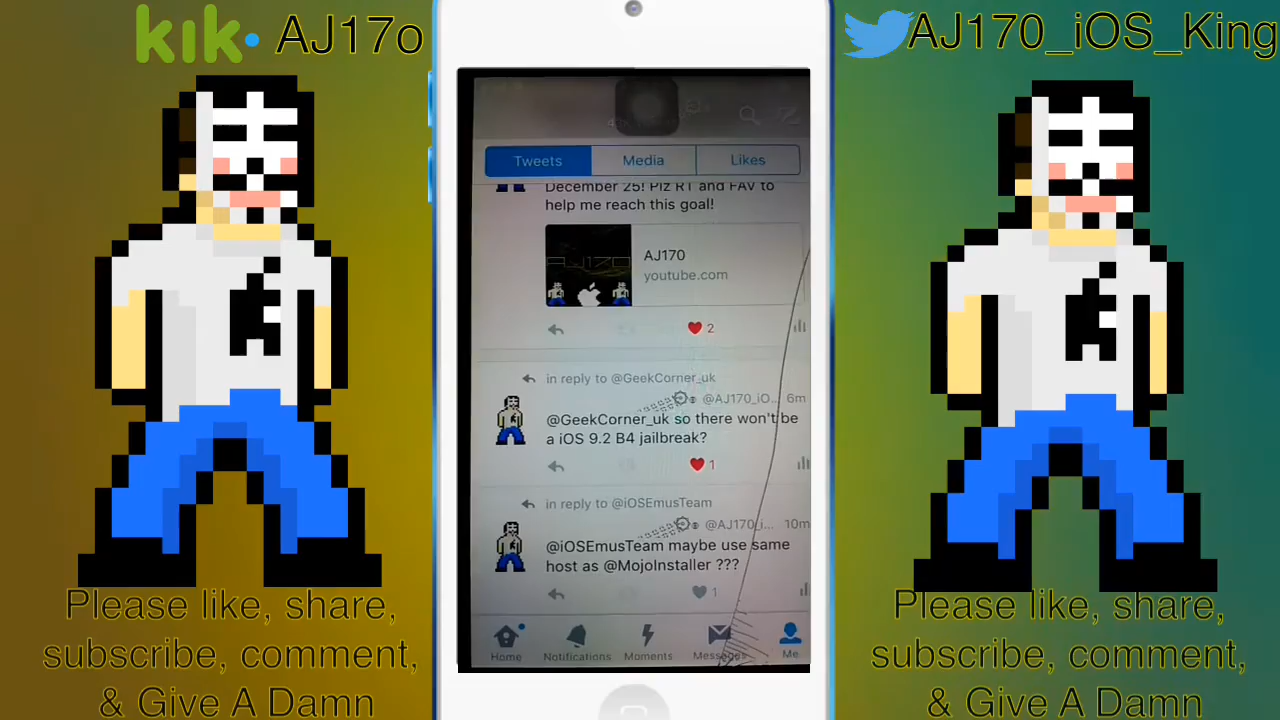 kik• AJ17o
AJ170_iOS_King
Tweets
Media
Likes
December 25! Plz RT and FAV to
help me reach this goal!
AJ170
AJ170
youtube.com
2
in reply to @GeekCorner_uk
@AJ170_iO... 6m
@GeekCorner_uk so there won't be
a iOS 9.2 B4 jailbreak?
1
in reply to @iOSEmusTeam
@AJ170_i... 10m
@iOSEmusTeam maybe use same
host as @MojoInstaller ???
1
Home
Notifications
Moments
Messages
Me
Please like, share,
subscribe, comment,
& Give A Damn
Please like, share,
subscribe, comment,
& Give A Damn